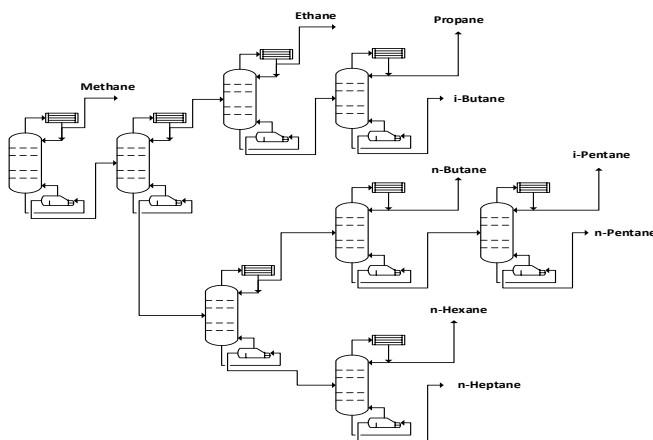 Ethane
Propane
Methane
i-Butane
i-Pentane
n-Butane
n-Pentane
n-Hexane
n-Heptane